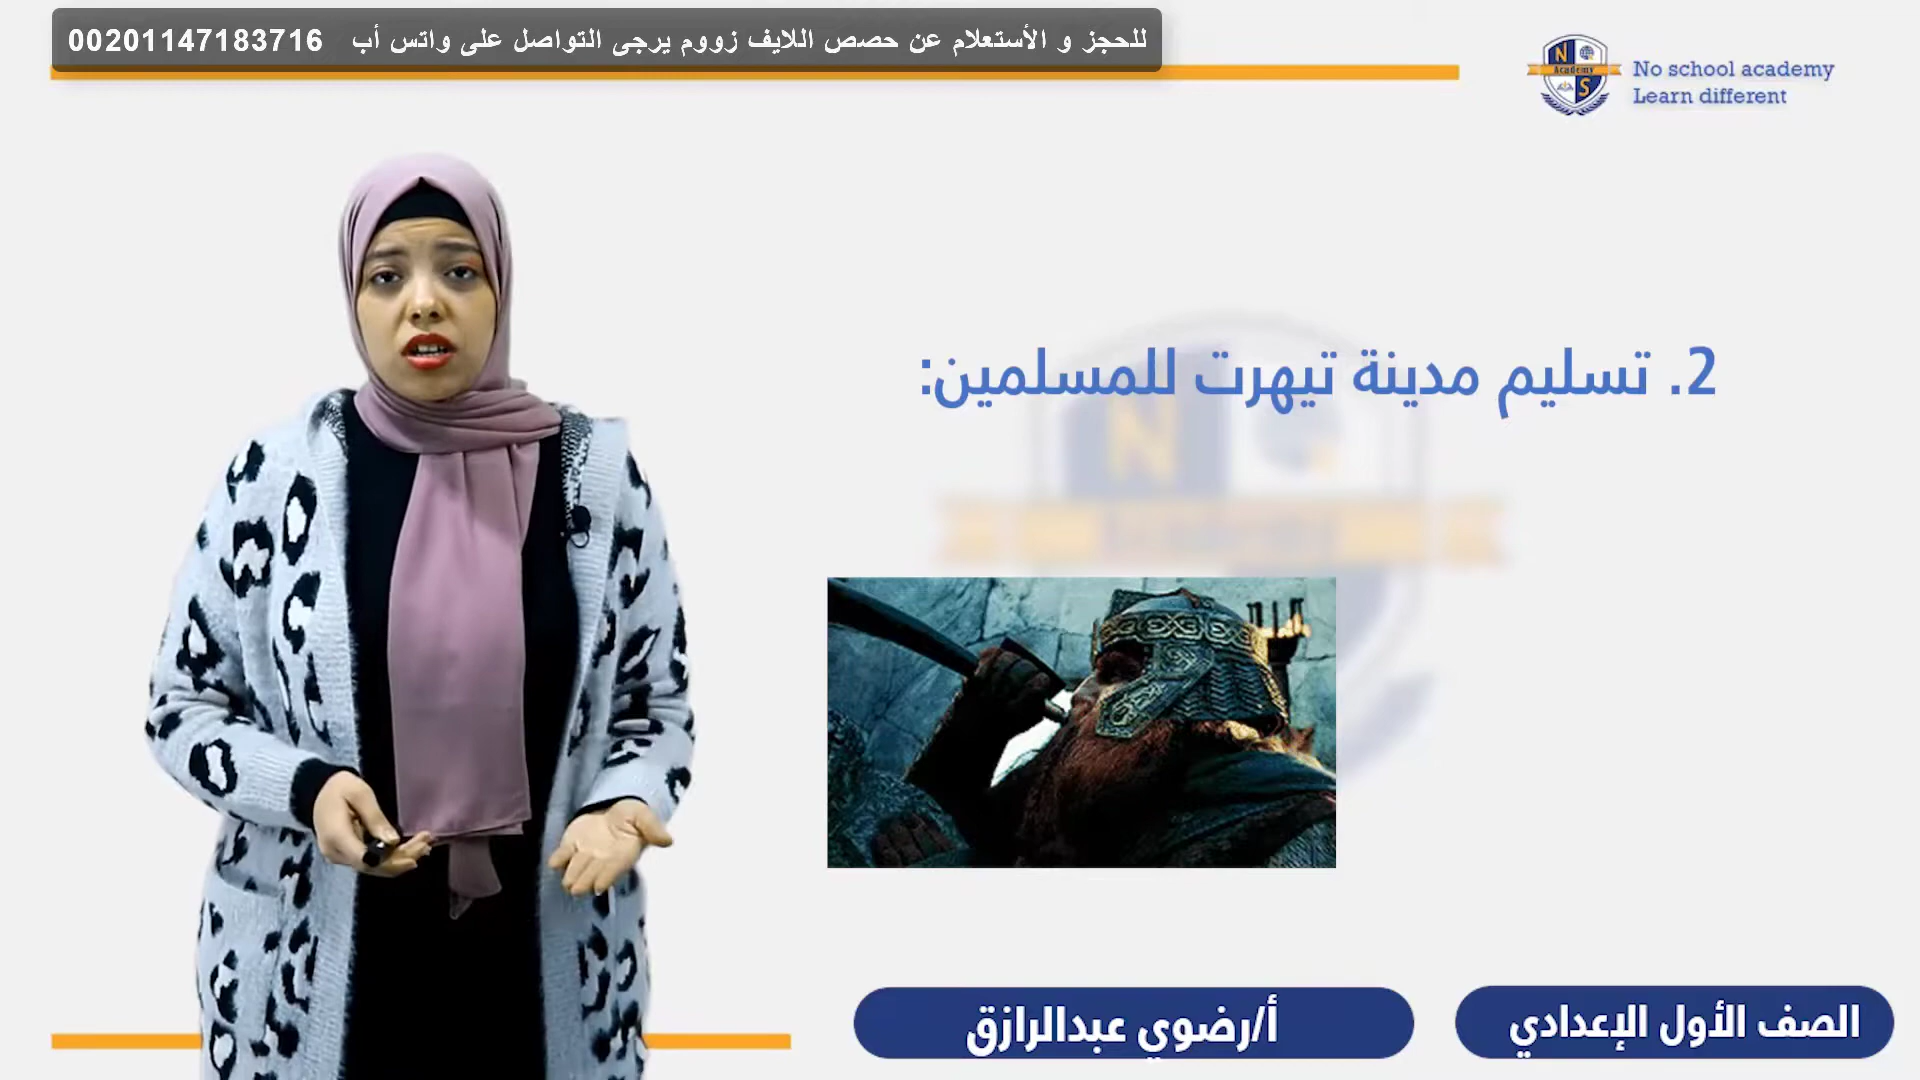 للحجز و الأستعلام عن حصص اللايف زووم يرجى التواصل على واتس أب 00201147183716
No school academy
Learn different
N
Academy
S
2. تسليم مدينة تيهرت للمسلمين:
أ/رضوي عبدالرازق
الصف الأول الإعدادي